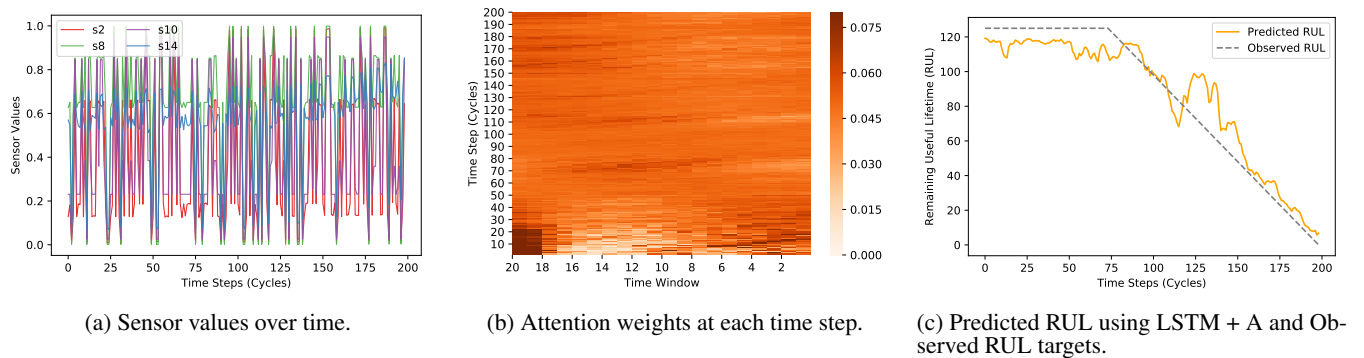 s2
s8
s10
s14
1.0
0.8
0.6
0.4
0.2
0.0
Sensor Values
0 25 50 75 100 125 150 175 200
Time Steps (Cycles)
(a) Sensor values over time.
200
190
180
170
160
150
140
130
120
110
100
90
80
70
60
50
40
30
20
10
Time Step (Cycles)
20 18 16 14 12 10 8 6 4 2
Time Window
0.075
0.060
0.045
0.030
0.015
0.000
(b) Attention weights at each time step.
Predicted RUL
Observed RUL
120
100
80
60
40
20
0
Remaining Useful Lifetime (RUL)
0 25 50 75 100 125 150 175 200
Time Steps (Cycles)
(c) Predicted RUL using LSTM + A and Ob-
served RUL targets.